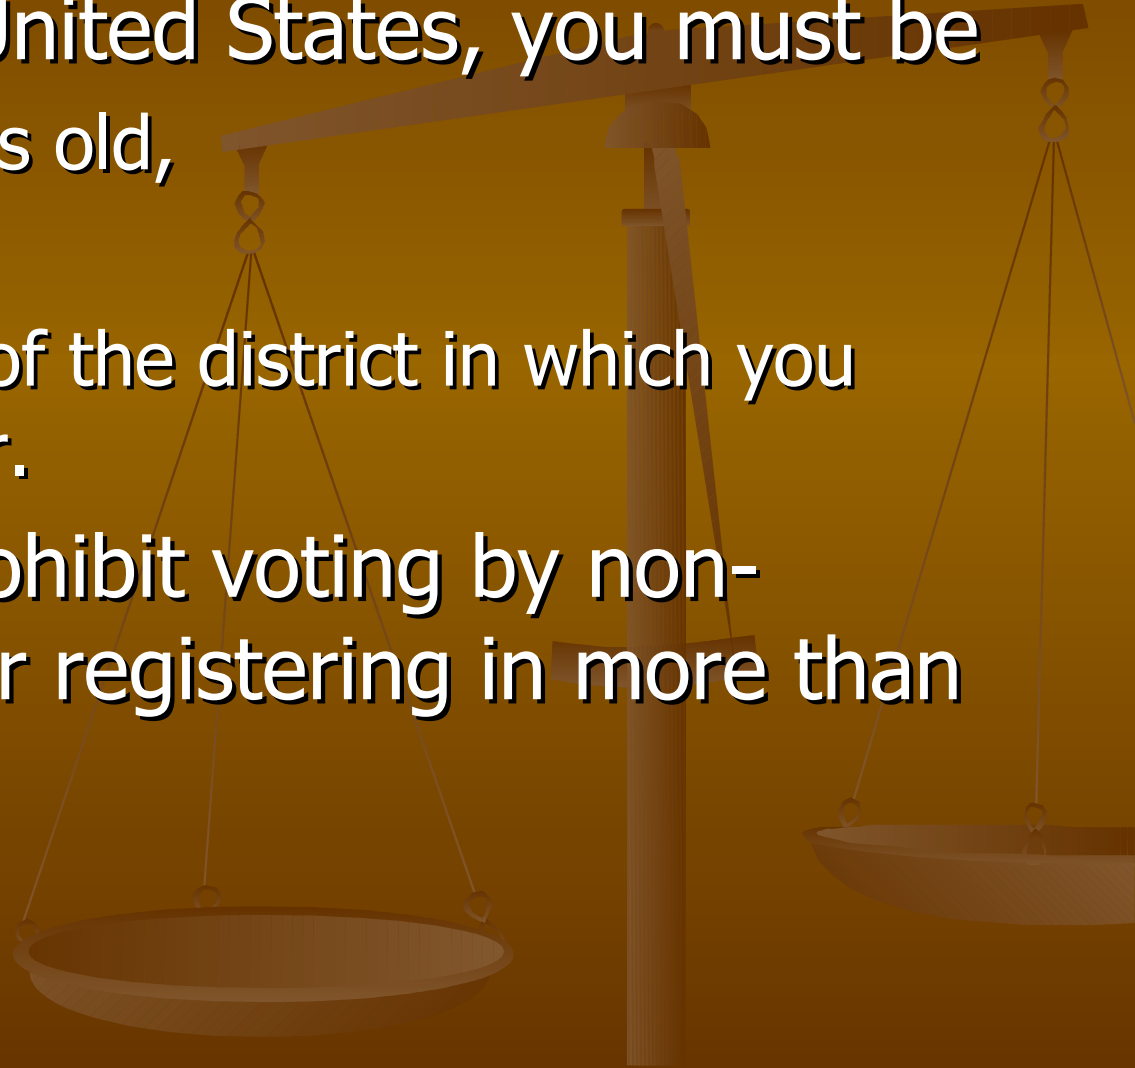 United States, you must be
s old,
of the district in which you
r.
ohibit voting by non-
r registering in more than